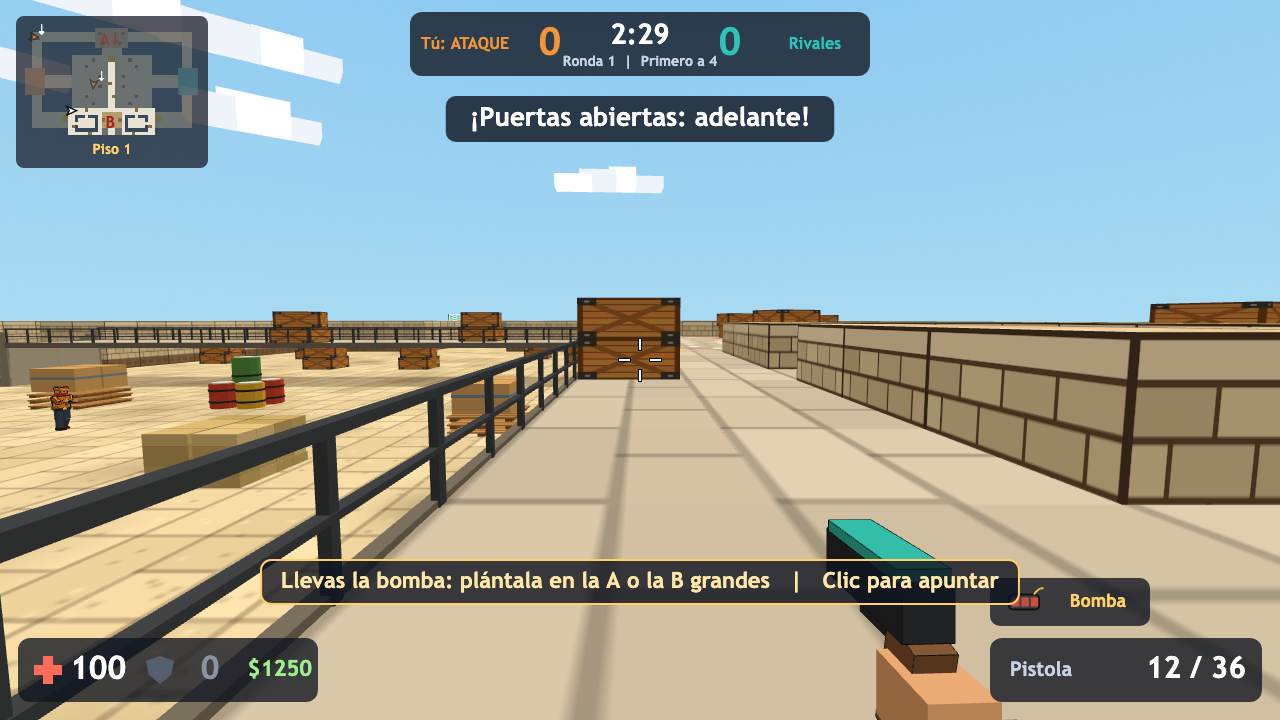 Tú: ATAQUE
0
2:29
0
Rivales
Ronda 1 | Primero a 4
¡Puertas abiertas: adelante!
A
B
Piso 1
Llevas la bomba: plántala en la A o la B grandes | Clic para apuntar
Bomba
100
0
$1250
Pistola
12 / 36